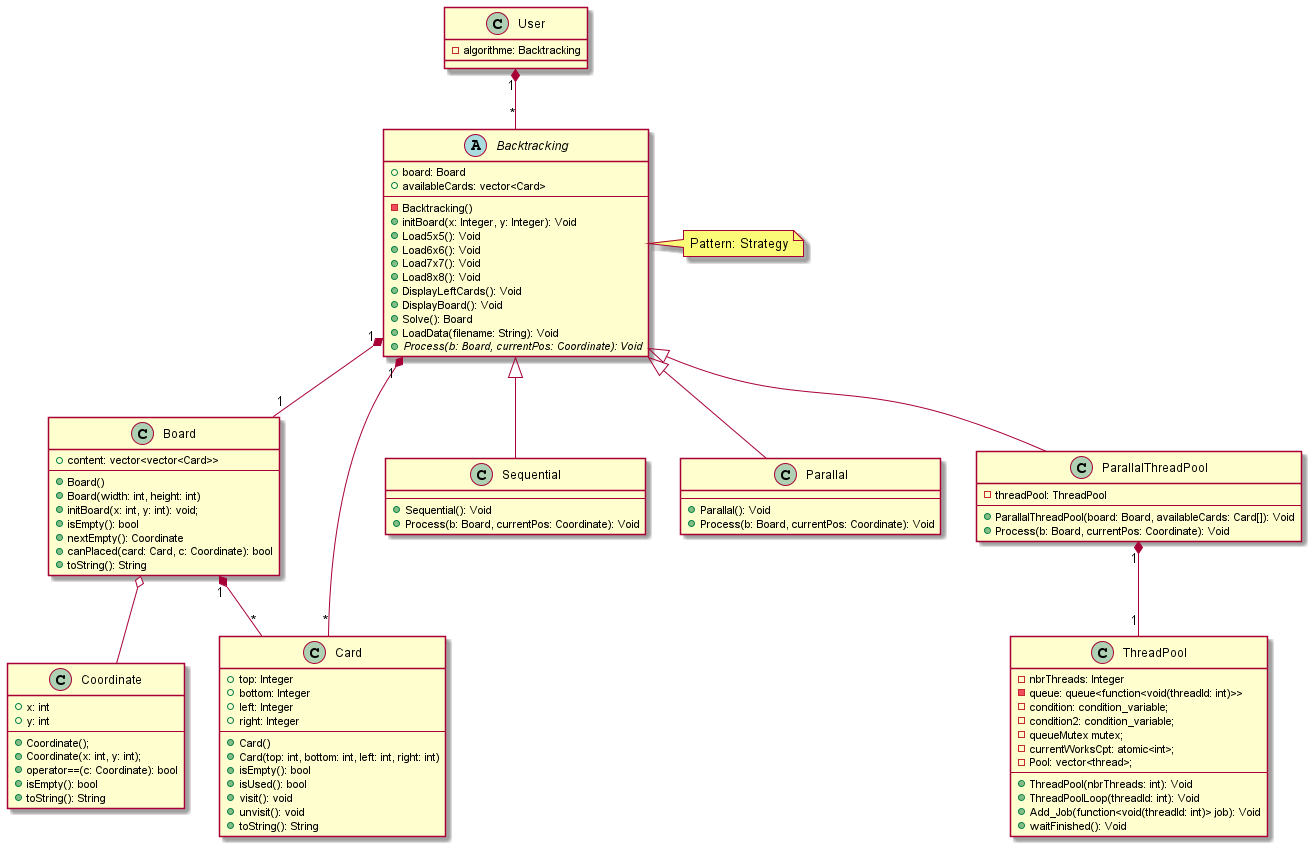 C User
algorithme: Backtracking
1
*
A Backtracking
board: Board
availableCards: vector<Card>
Backtracking()
initBoard(x: Integer, y: Integer): Void
Load5x5(): Void
Load6x6(): Void
Load7x7(): Void
Load8x8(): Void
DisplayLeftCards(): Void
DisplayBoard(): Void
Solve(): Board
LoadData(filename: String): Void
Process(b: Board, currentPos: Coordinate): Void
Pattern: Strategy
1
1
1
*
C Board
content: vector<vector<Card>>
Board()
Board(width: int, height: int)
initBoard(x: int, y: int): void;
isEmpty(): bool
nextEmpty(): Coordinate
canPlaced(card: Card, c: Coordinate): bool
toString(): String
C Sequential
Sequential(): Void
Process(b: Board, currentPos: Coordinate): Void
C Parallal
Parallal(): Void
Process(b: Board, currentPos: Coordinate): Void
C ParallalThreadPool
threadPool: ThreadPool
ParallalThreadPool(board: Board, availableCards: Card[]): Void
Process(b: Board, currentPos: Coordinate): Void
1
*
1
1
C Coordinate
x: int
y: int
Coordinate();
Coordinate(x: int, y: int);
operator==(c: Coordinate): bool
isEmpty(): bool
toString(): String
C Card
top: Integer
bottom: Integer
left: Integer
right: Integer
Card()
Card(top: int, bottom: int, left: int, right: int)
isEmpty(): bool
isUsed(): bool
visit(): void
unvisit(): void
toString(): String
C ThreadPool
nbrThreads: Integer
queue: queue<function<void(threadId: int)>>
condition: condition_variable;
condition2: condition_variable;
queueMutex mutex;
currentWorksCpt: atomic<int>;
Pool: vector<thread>;
ThreadPool(nbrThreads: int): Void
ThreadPoolLoop(threadId: int): Void
Add_Job(function<void(threadId: int)> job): Void
waitFinished(): Void